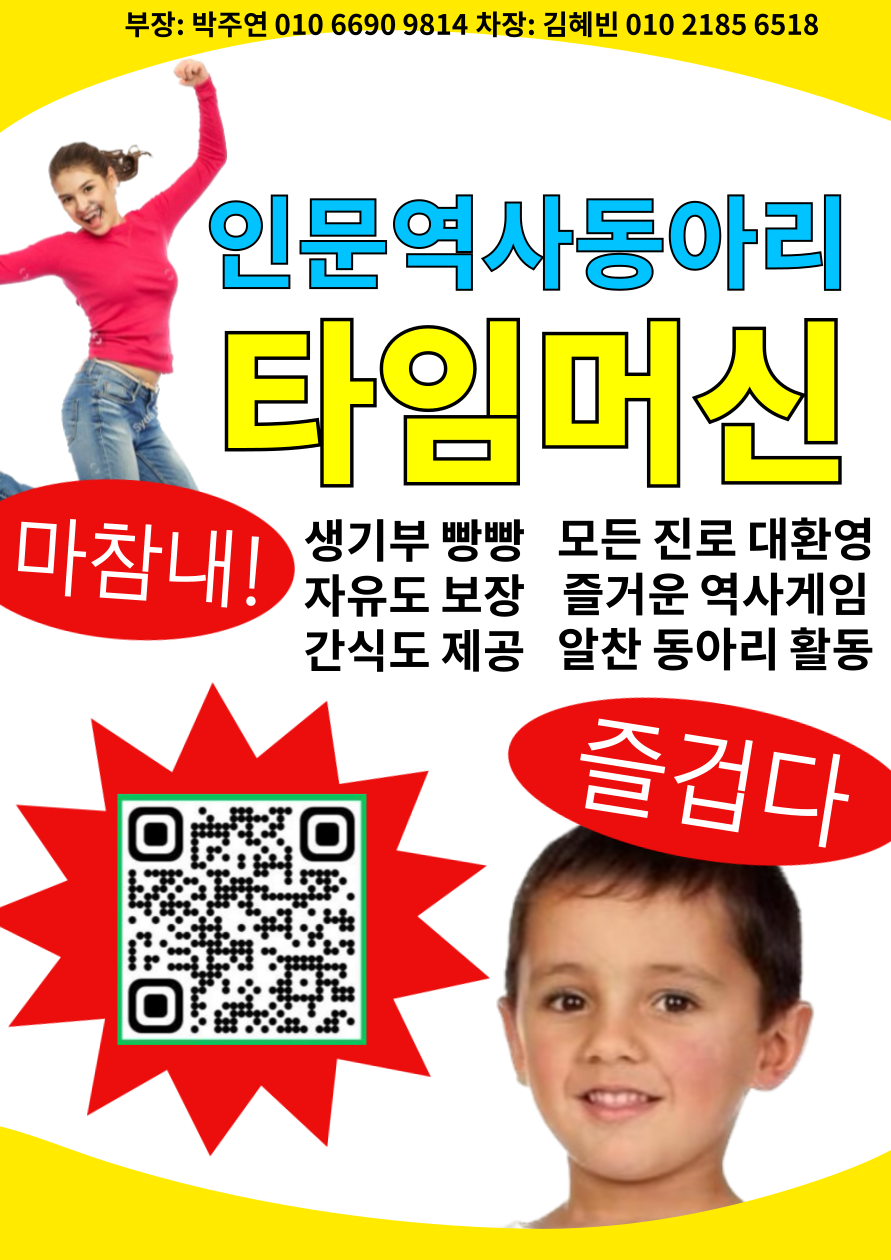 부장: 박주연 010 6690 9814 차장: 김혜빈 010 2185 6518
인문역사동아리
타임머신
마참내!
생기부 빵빵
자유도 보장
간식도 제공
모든 진로 대환영
즐거운 역사게임
알찬 동아리 활동
즐겁다